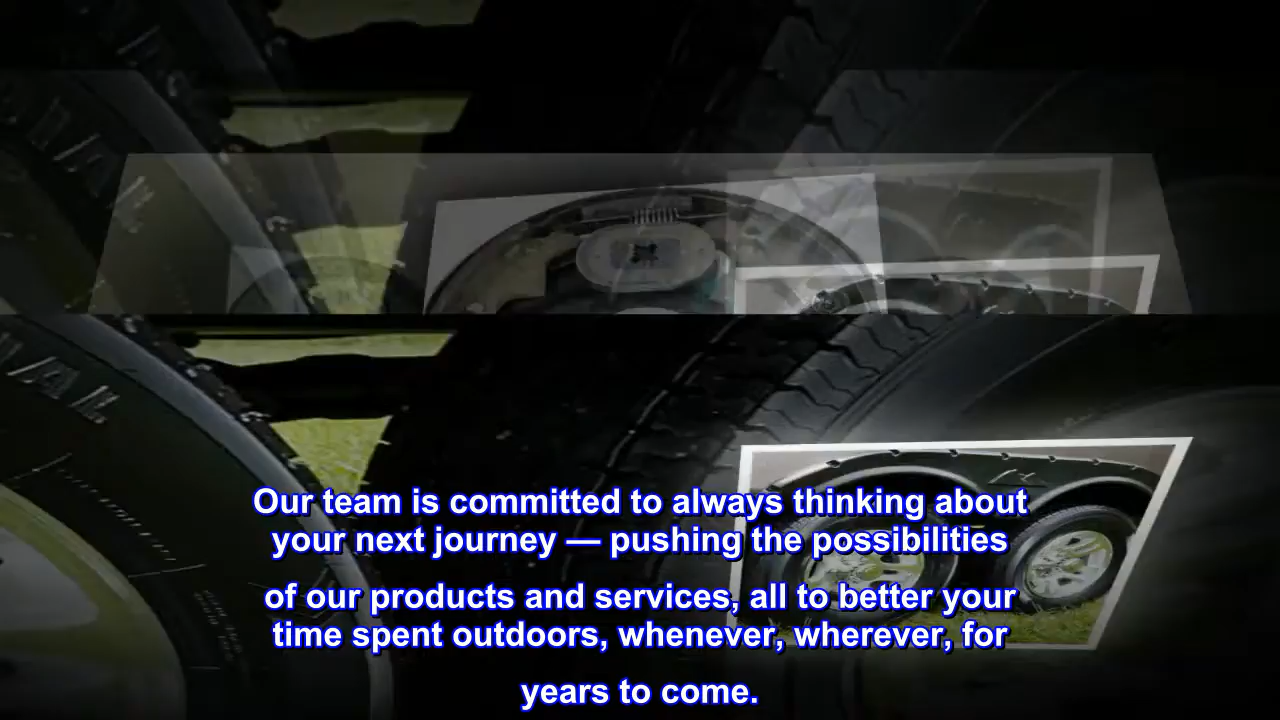 Our team is committed to always thinking about
your next journey — pushing the possibilities
of our products and services, all to better your
time spent outdoors, whenever, wherever, for
years to come.